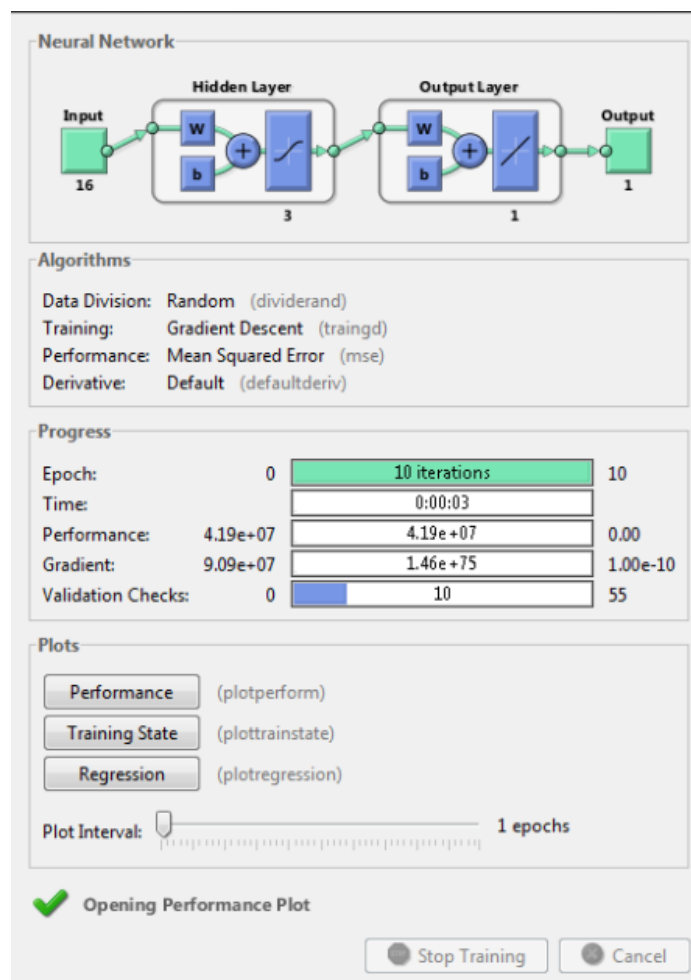 Neural Network
Hidden Layer Output Layer
Input Output
W W
+ +
b b
16 1
3 1
Algorithms
Data Division: Random (dividerand)
Training: Gradient Descent (traingd)
Performance: Mean Squared Error (mse)
Derivative: Default (defaultderiv)
Progress
Epoch: 0 10 iterations 10
Time: 0:00:03
Performance: 4.19e+07 4.19e+07 0.00
Gradient: 9.09e+07 1.46e+75 1.00e-10
Validation Checks: 0 10 55
Plots
Performance (plotperform)
Training State (plottrainstate)
Regression (plotregression)
Plot Interval: 1 epochs
Opening Performance Plot
Stop Training Cancel